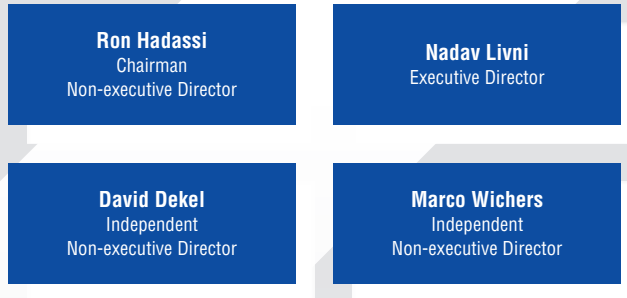 Ron Hadassi
Chairman
Non-executive Director
Nadav Livni
Executive Director
David Dekel
Independent
Non-executive Director
Marco Wichers
Independent
Non-executive Director